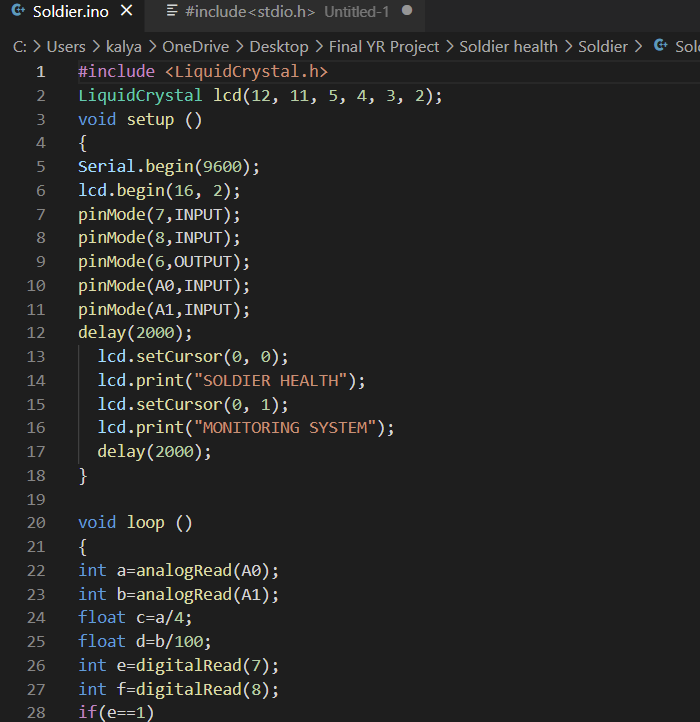 Soldier.ino
#include<stdio.h> Untitled-1
C: > Users > kalya > OneDrive > Desktop > Final YR Project > Soldier health > Soldier >
1 #include <LiquidCrystal.h>
2 LiquidCrystal lcd(12, 11, 5, 4, 3, 2);
3 void setup ()
4 {
5 Serial.begin(9600);
6 lcd.begin(16, 2);
7 pinMode(7,INPUT);
8 pinMode(8,INPUT);
9 pinMode(6,OUTPUT);
10 pinMode(A0,INPUT);
11 pinMode(A1,INPUT);
12 delay(2000);
13 lcd.setCursor(0, 0);
14 lcd.print("SOLDIER HEALTH");
15 lcd.setCursor(0, 1);
16 lcd.print("MONITORING SYSTEM");
17 delay(2000);
18 }
19
20 void loop ()
21 {
22 int a=analogRead(A0);
23 int b=analogRead(A1);
24 float c=a/4;
25 float d=b/100;
26 int e=digitalRead(7);
27 int f=digitalRead(8);
28 if(e==1)